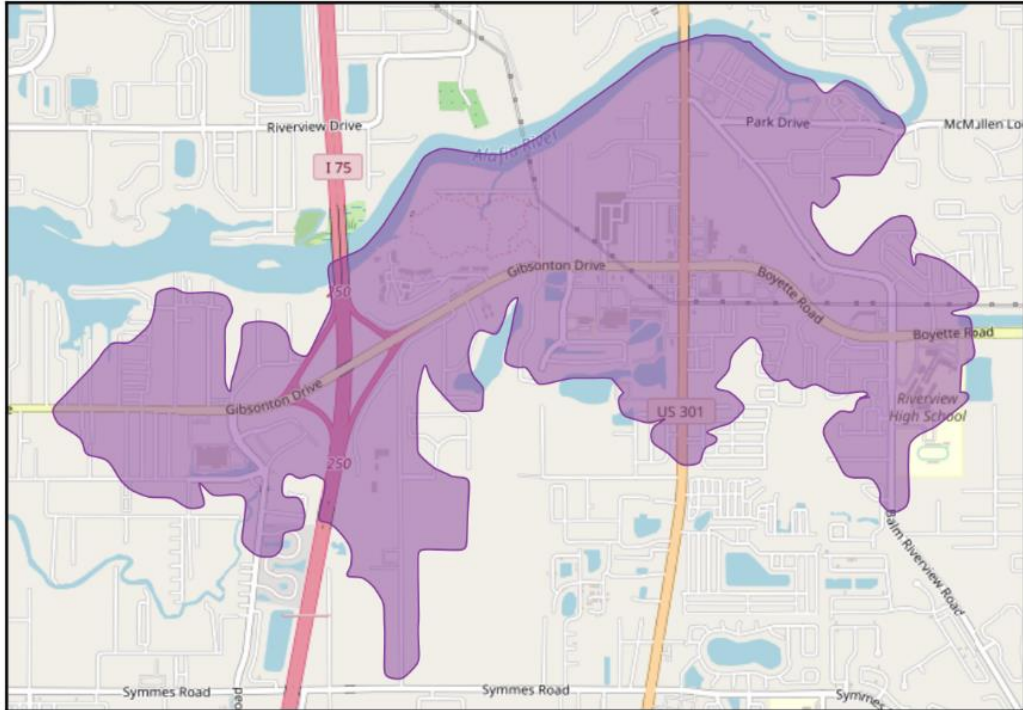 Riverview Drive
I 75
Alafia River
Park Drive
McMullen Loo
250
Gibsonton Drive
Boyette Road
Boyette Road
Gibsonton Drive
US 301
Riverview
High School
250
Balm Riverview Road
Symmes Road
Symmes Road
Symmes